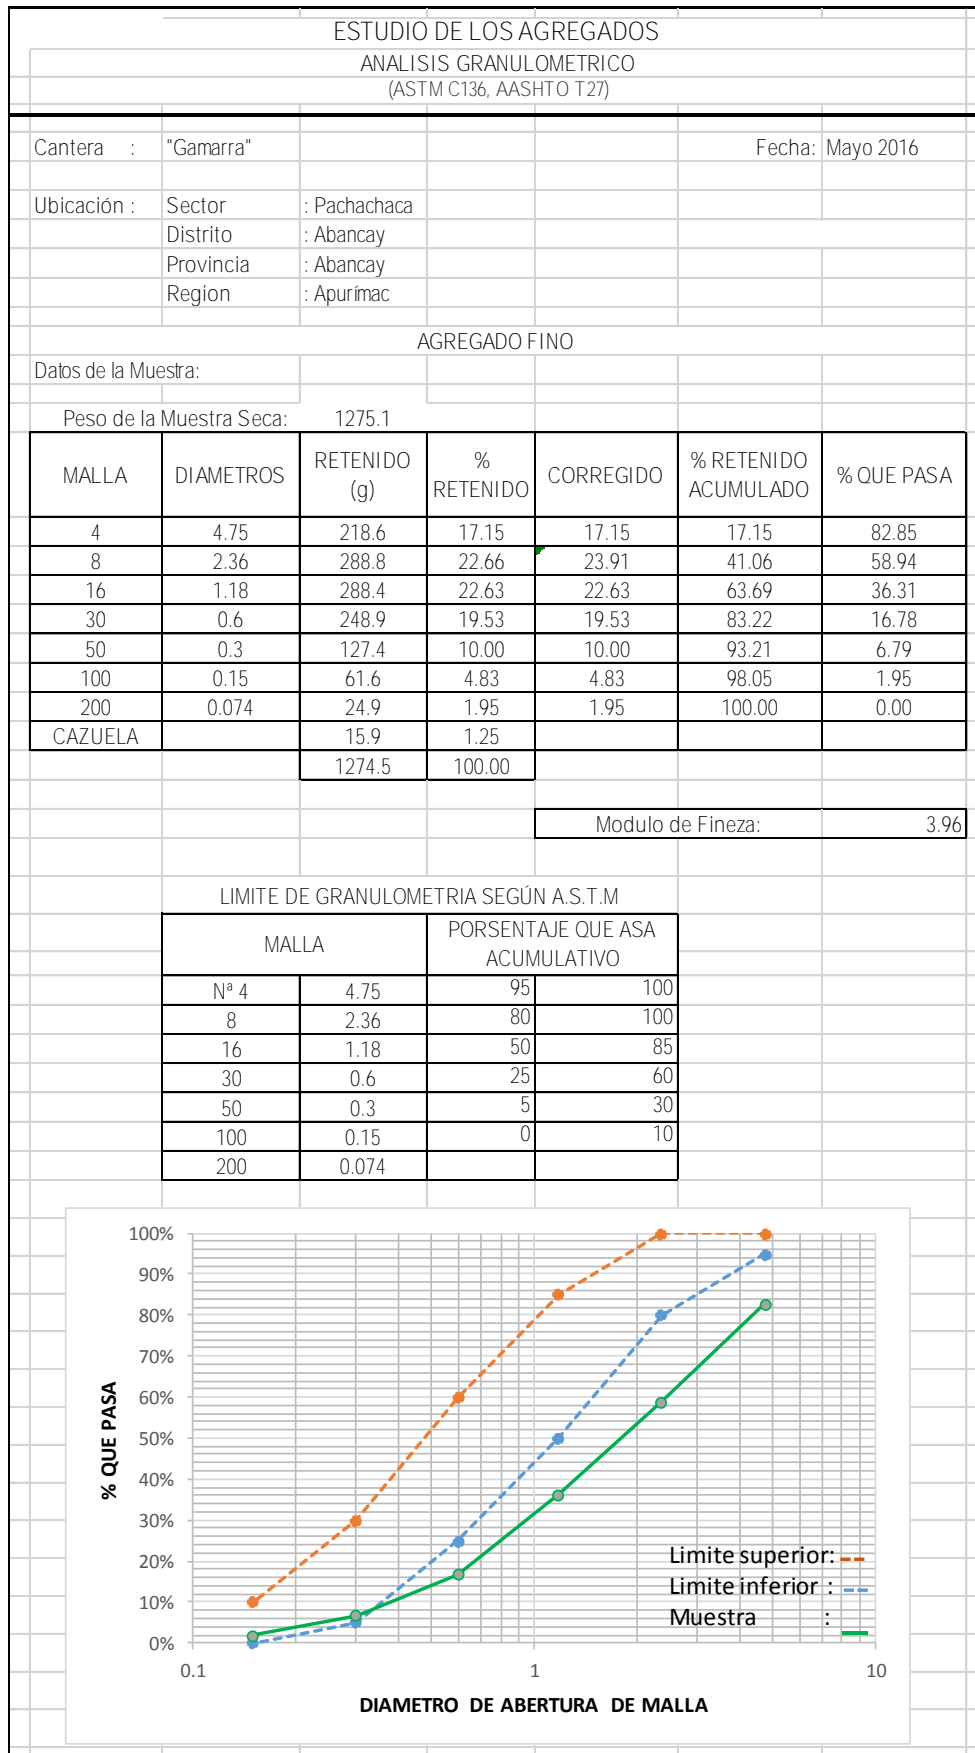 ESTUDIO DE LOS AGREGADOS
ANALISIS GRANULOMETRICO
(ASTM C136, AASHTO T27)
Cantera : "Gamarra" Fecha: Mayo 2016
Ubicación : Sector : Pachachaca
Distrito : Abancay
Provincia : Abancay
Region : Apurímac
AGREGADO FINO
Datos de la Muestra:
Peso de la Muestra Seca: 1275.1
MALLA DIAMETROS RETENIDO (g) % RETENIDO CORREGIDO % RETENIDO ACUMULADO % QUE PASA
4 4.75 218.6 17.15 17.15 17.15 82.85
8 2.36 288.8 22.66 23.91 41.06 58.94
16 1.18 288.4 22.63 22.63 63.69 36.31
30 0.6 248.9 19.53 19.53 83.22 16.78
50 0.3 127.4 10.00 10.00 93.21 6.79
100 0.15 61.6 4.83 4.83 98.05 1.95
200 0.074 24.9 1.95 1.95 100.00 0.00
CAZUELA 15.9 1.25
1274.5 100.00
Modulo de Fineza: 3.96
LIMITE DE GRANULOMETRIA SEGÚN A.S.T.M
MALLA PORSENTAJE QUE ASA ACUMULATIVO
Nª 4 4.75 95 100
8 2.36 80 100
16 1.18 50 85
30 0.6 25 60
50 0.3 5 30
100 0.15 0 10
200 0.074
% QUE PASA
100%
90%
80%
70%
60%
50%
40%
30%
20%
10%
0%
Limite superior:
Limite inferior :
Muestra :
0.1 1 10
DIAMETRO DE ABERTURA DE MALLA